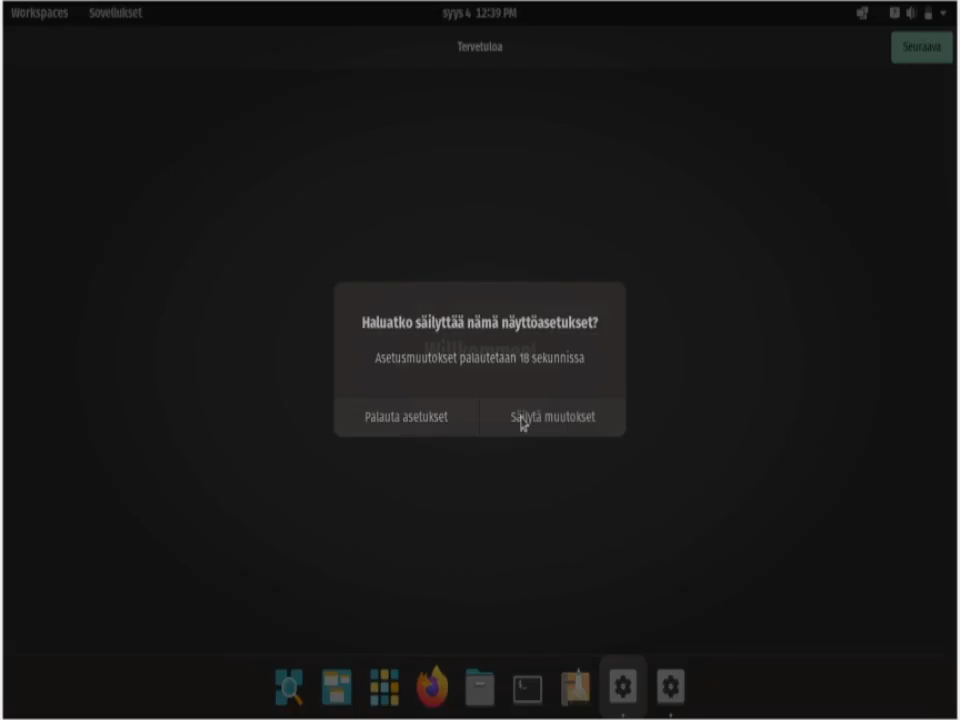 Workspaces Sovellukset syys 4 12:39 PM
Tervetuloa
Seuraava
Haluatko säilyttää nämä näyttöasetukset?
Willkommen!
Asetusmuutokset palautetaan 18 sekunnissa
Palauta asetukset
Säilytä muutokset